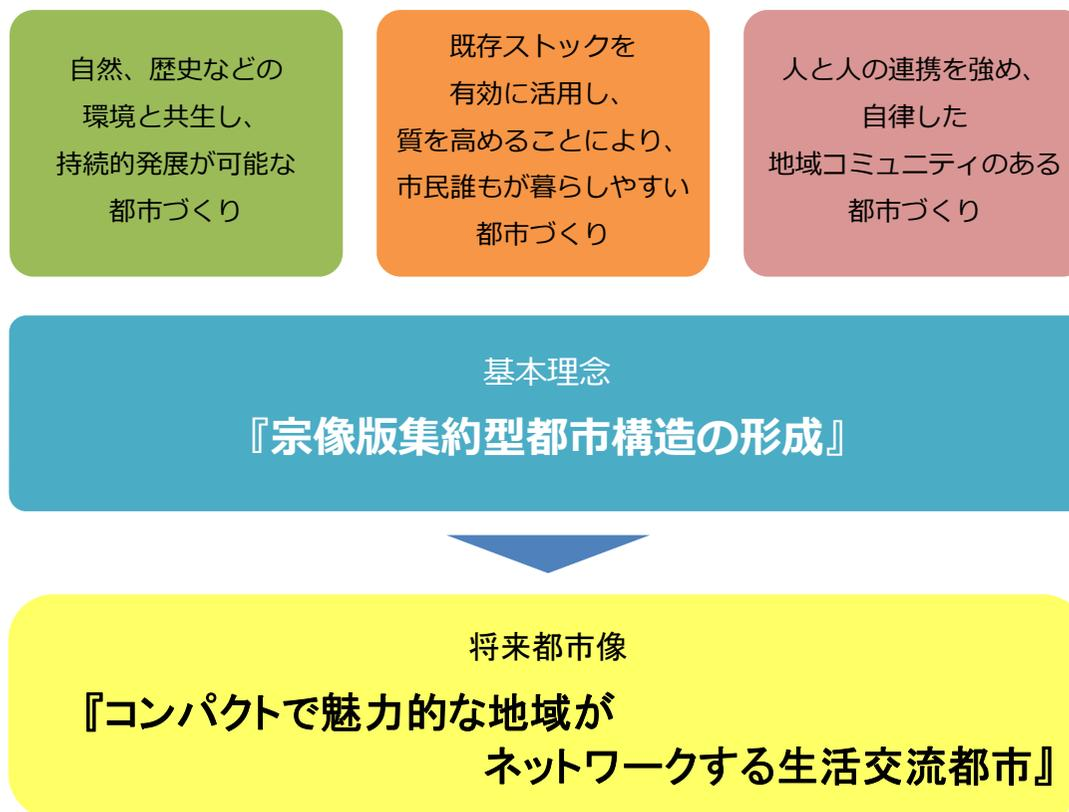 自然、歴史などの
環境と共生し、
持続的発展が可能な
都市づくり
既存ストックを
有効に活用し、
質を高めることにより、
市民誰もが暮らしやすい
都市づくり
人と人の連携を強め、
自律した
地域コミュニティのある
都市づくり
基本理念
『宗像版集約型都市構造の形成』
将来都市像
『コンパクトで魅力的な地域が
ネットワークする生活交流都市』